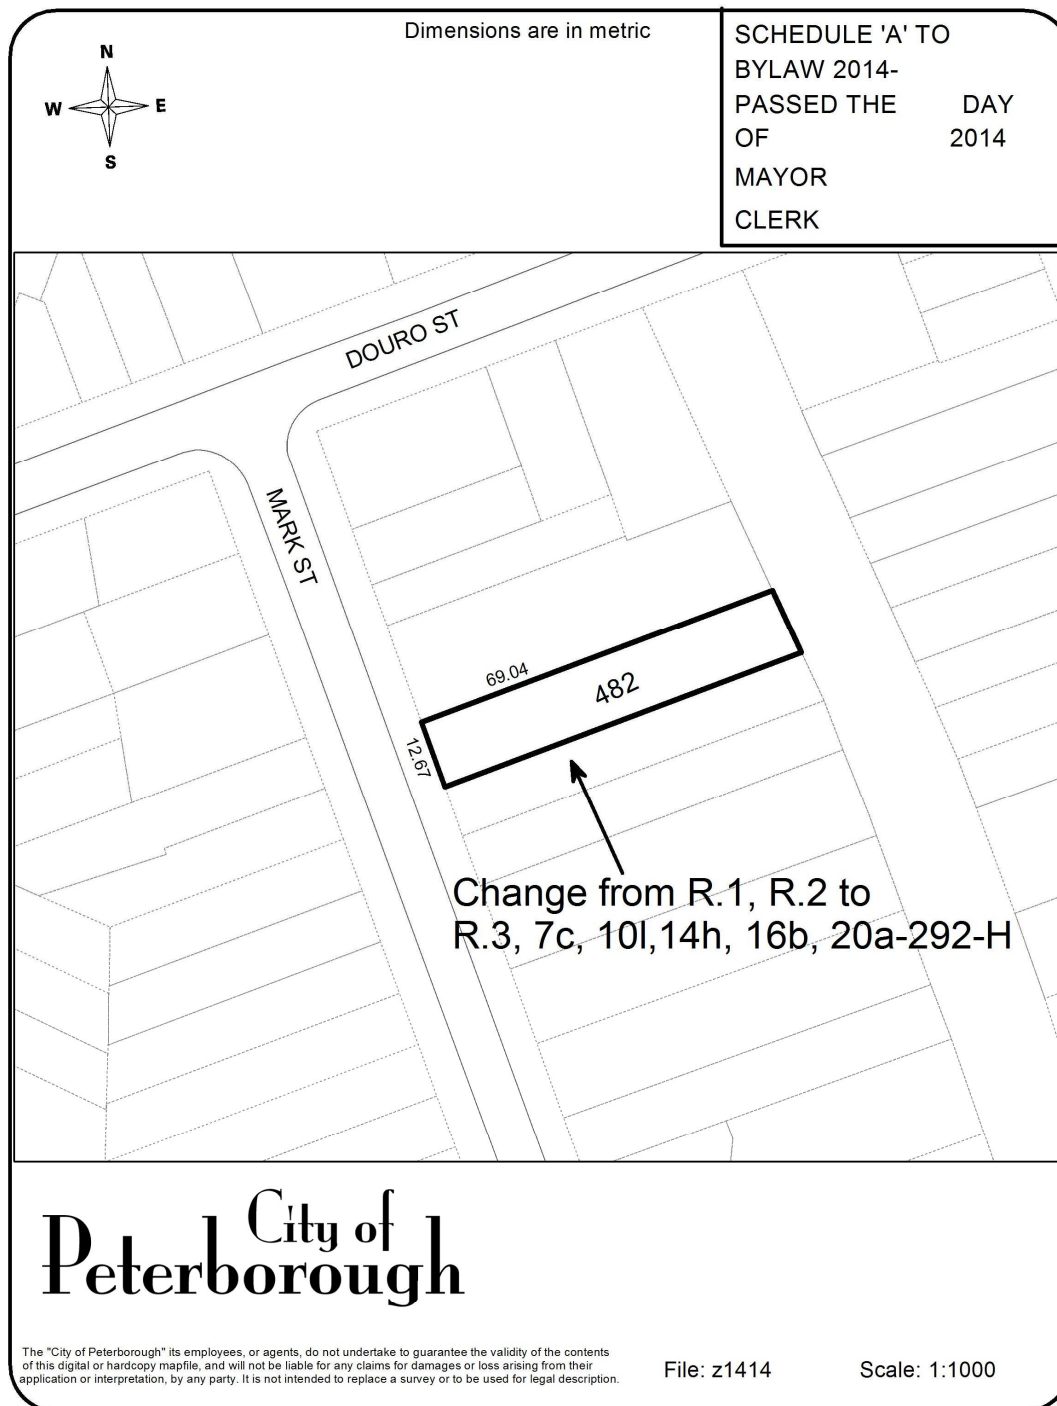 Dimensions are in metric
SCHEDULE 'A' TO
BYLAW 2014-
PASSED THE DAY
OF 2014
MAYOR
CLERK
N
W E
S
DOURO ST
MARK ST
69.04
482
12.67
Change from R.1, R.2 to
R.3, 7c, 10l,14h, 16b, 20a-292-H
City of
Peterborough
The "City of Peterborough" its employees, or agents, do not undertake to guarantee the validity of the contents
of this digital or hardcopy mapfile, and will not be liable for any claims for damages or loss arising from their
application or interpretation, by any party. It is not intended to replace a survey or to be used for legal description.
File: z1414
Scale: 1:1000